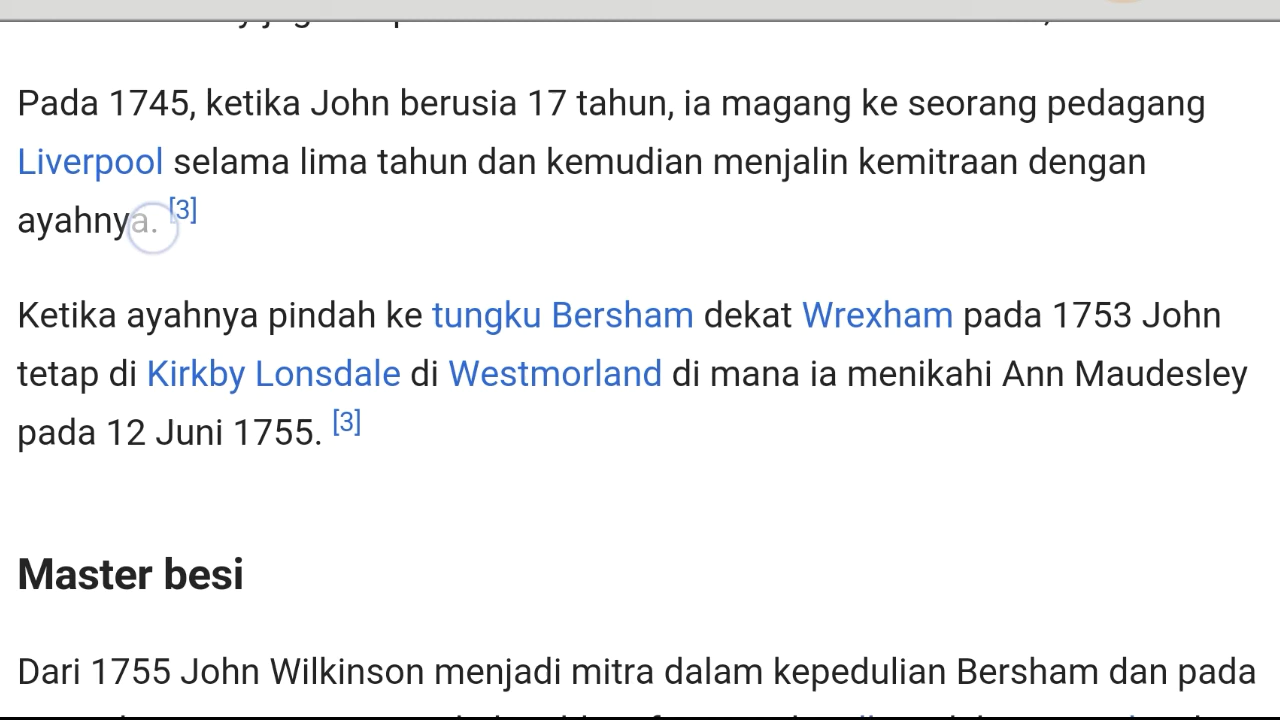 Pada 1745, ketika John berusia 17 tahun, ia magang ke seorang pedagang
Liverpool selama lima tahun dan kemudian menjalin kemitraan dengan
ayahnya. [3]
Ketika ayahnya pindah ke tungku Bersham dekat Wrexham pada 1753 John
tetap di Kirkby Lonsdale di Westmorland di mana ia menikahi Ann Maudesley
pada 12 Juni 1755. [3]
Master besi
Dari 1755 John Wilkinson menjadi mitra dalam kepedulian Bersham dan pada